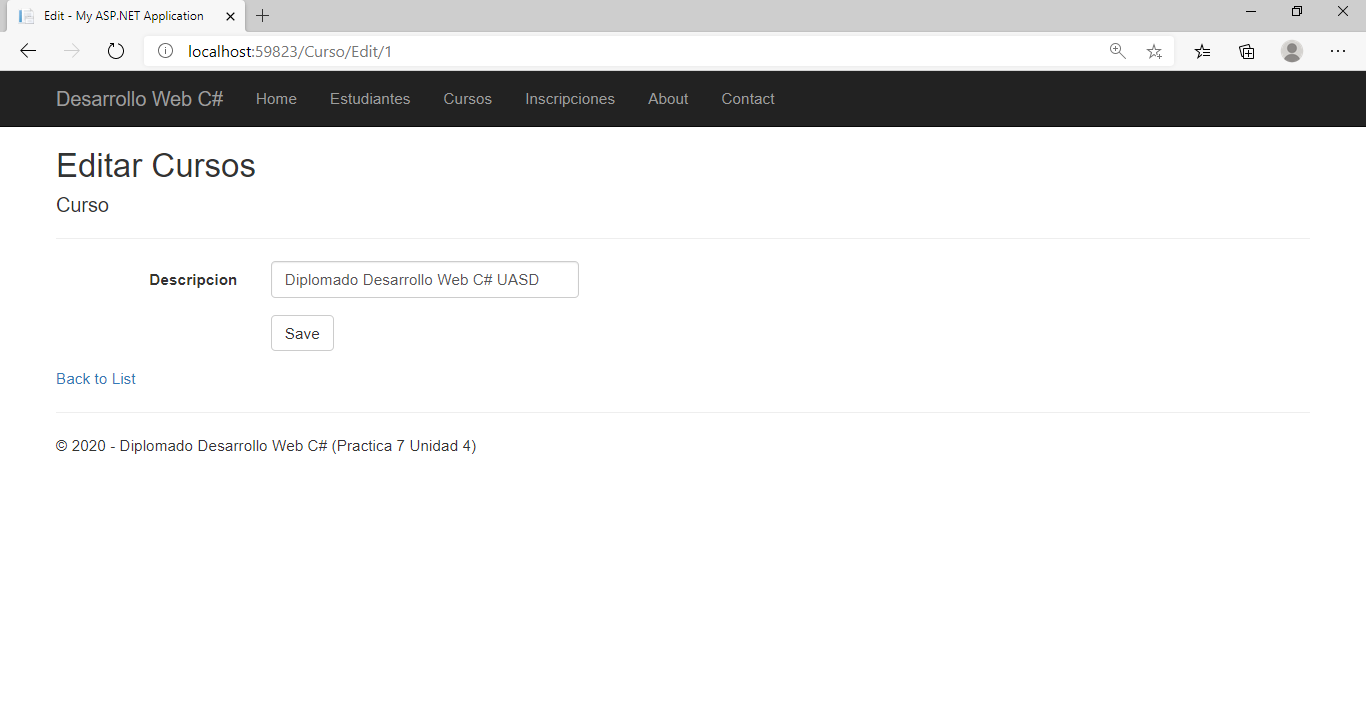 Edit - My ASP.NET Application
localhost:59823/Curso/Edit/1
Desarrollo Web C# Home Estudiantes Cursos Inscripciones About Contact
Editar Cursos
Curso
Descripcion Diplomado Desarrollo Web C# UASD
Save
Back to List
© 2020 - Diplomado Desarrollo Web C# (Practica 7 Unidad 4)